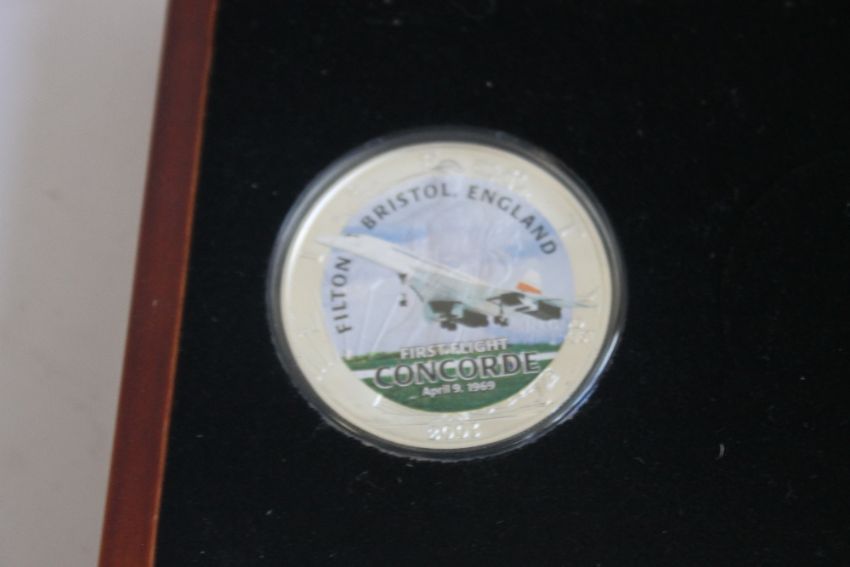 FILTON BRISTOL. ENGLAND
FIRST FLIGHT
CONCORDE
April 9. 1969